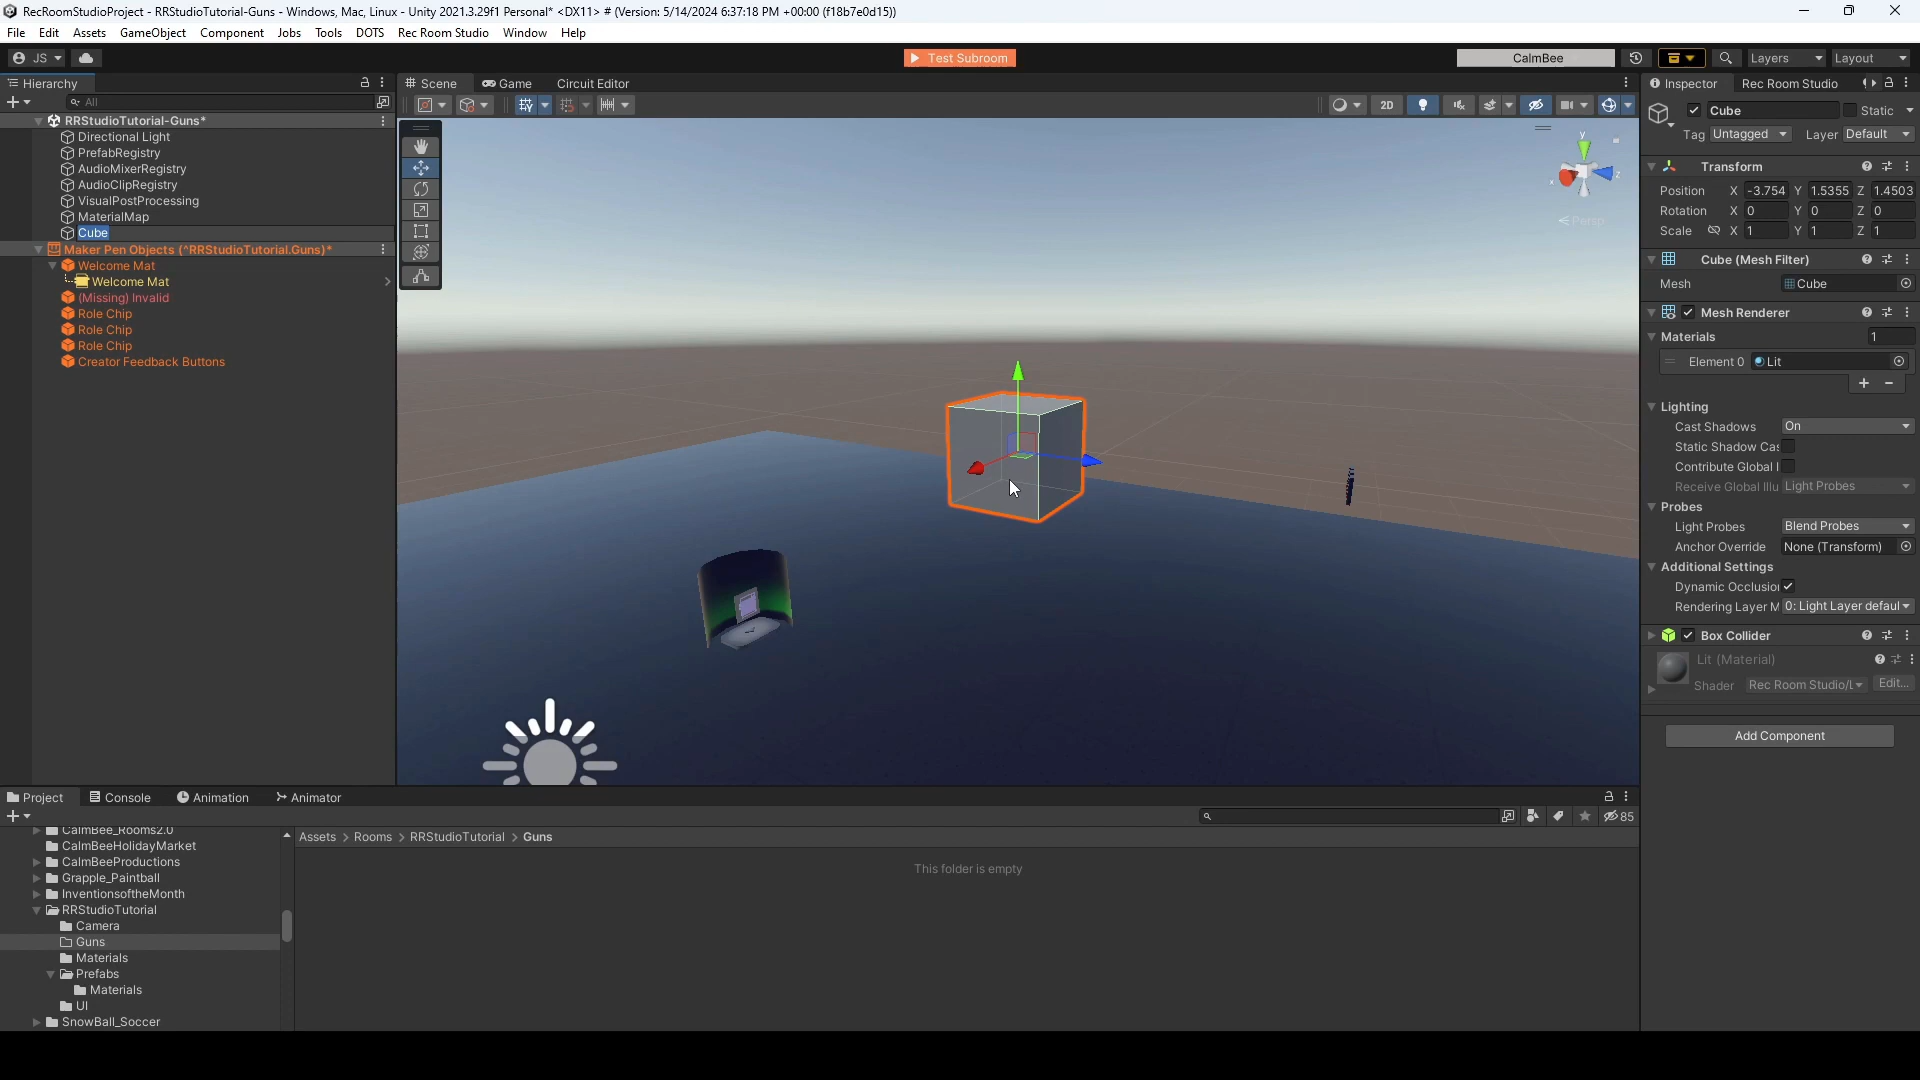 RecRoomStudioProject - RRStudioTutorial-Guns - Windows, Mac, Linux - Unity 2021.3.29f1 Personal* <DX11> # (Version: 5/14/2024 6:37:18 PM +00:00 (f18b7e0d15))
File Edit Assets GameObject Component Jobs Tools DOTS Rec Room Studio Window Help
JS Test Subroom CalmBee Layers Layout
Hierarchy Scene Game Circuit Editor Inspector Rec Room Studio
All 2D
RRStudioTutorial-Guns*
Directional Light
PrefabRegistry
AudioMixerRegistry
AudioClipRegistry
VisualPostProcessing
MaterialMap
Cube
Maker Pen Objects (^RRStudioTutorial.Guns)*
Welcome Mat
Welcome Mat
(Missing) Invalid
Role Chip
Role Chip
Role Chip
Creator Feedback Buttons
y
x z
Persp
Cube Static
Tag Untagged Layer Default
Transform
Position X -3.754 Y 1.5355 Z 1.4503
Rotation X 0 Y 0 Z 0
Scale X 1 Y 1 Z 1
Cube (Mesh Filter)
Mesh Cube
Mesh Renderer
Materials 1
Element 0 Lit
Lighting
Cast Shadows On
Static Shadow Cas
Contribute Global I
Receive Global Illu Light Probes
Probes
Light Probes Blend Probes
Anchor Override None (Transform)
Additional Settings
Dynamic Occlusion
Rendering Layer M 0: Light Layer defaul
Box Collider
Lit (Material)
Shader Rec Room Studio/L Edit...
Add Component
Project Console Animation Animator
85
CalmBee_Rooms2.0
CalmBeeHolidayMarket
CalmBeeProductions
Grapple_Paintball
InventionsoftheMonth
RRStudioTutorial
Camera
Guns
Materials
Prefabs
Materials
UI
SnowBall_Soccer
Assets > Rooms > RRStudioTutorial > Guns
This folder is empty